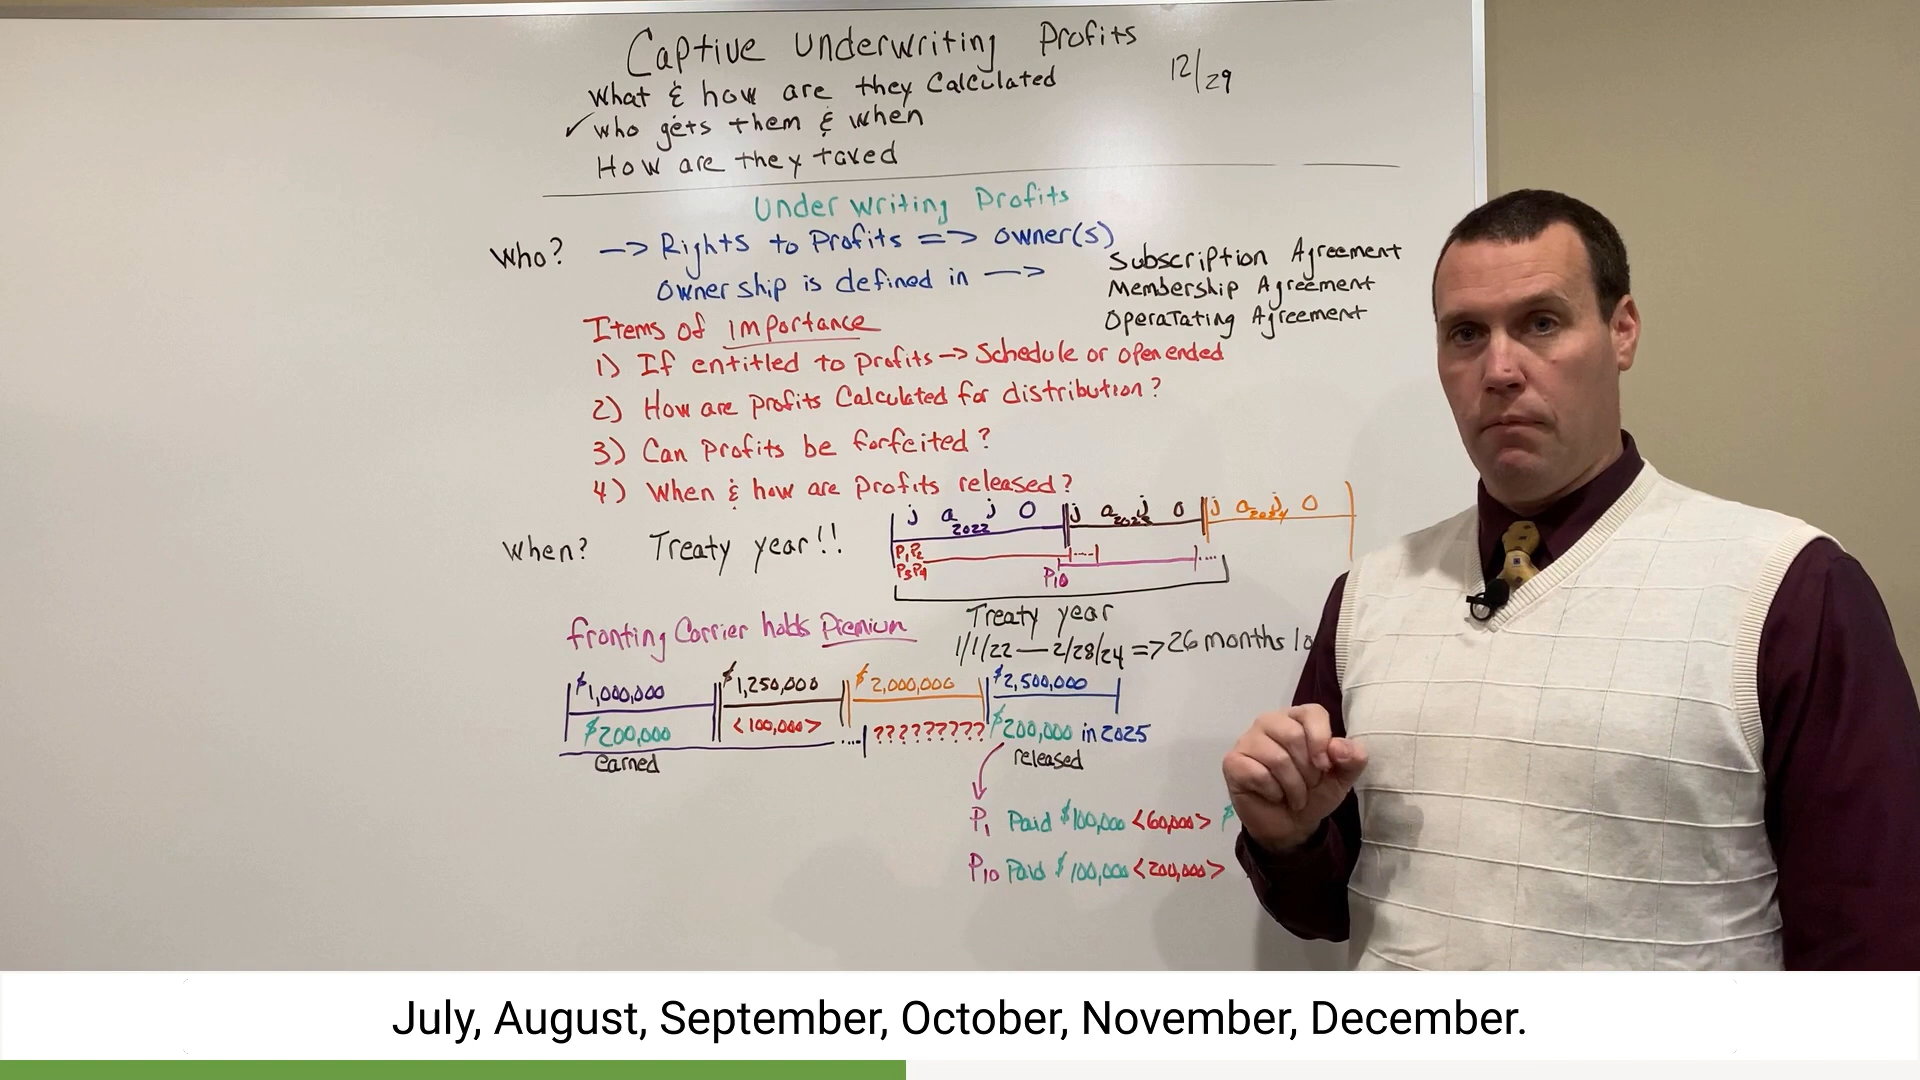 Captive Underwriting Profits
12/29
What & how are they Calculated
✓ who gets them & when
How are they taxed
Underwriting Profits
Who? —> Rights to Profits => owner(s)
Ownership is defined in —>
Subscription Agreement
Membership Agreement
Operatating Agreement
Items of importance
1) If entitled to profits -> Schedule or open ended
2) How are profits Calculated for distribution?
3) Can Profits be forfeited?
4) When & how are profits released?
j a j o j a j o j a j o
2022 2023 2024
When? Treaty year!!
P1 P2
P3 P4
P10
Treaty year
1/1/22 — 2/28/24 => 26 months lo
fronting Carrier holds Premium
$1,000,000 $1,250,000 $2,000,000 $2,500,000
$200,000 <100,000> ????????? $200,000 in 2025
earned released
P1 Paid $100,000 <60,000> $
P10 Paid $100,000 <200,000>
July, August, September, October, November, December.